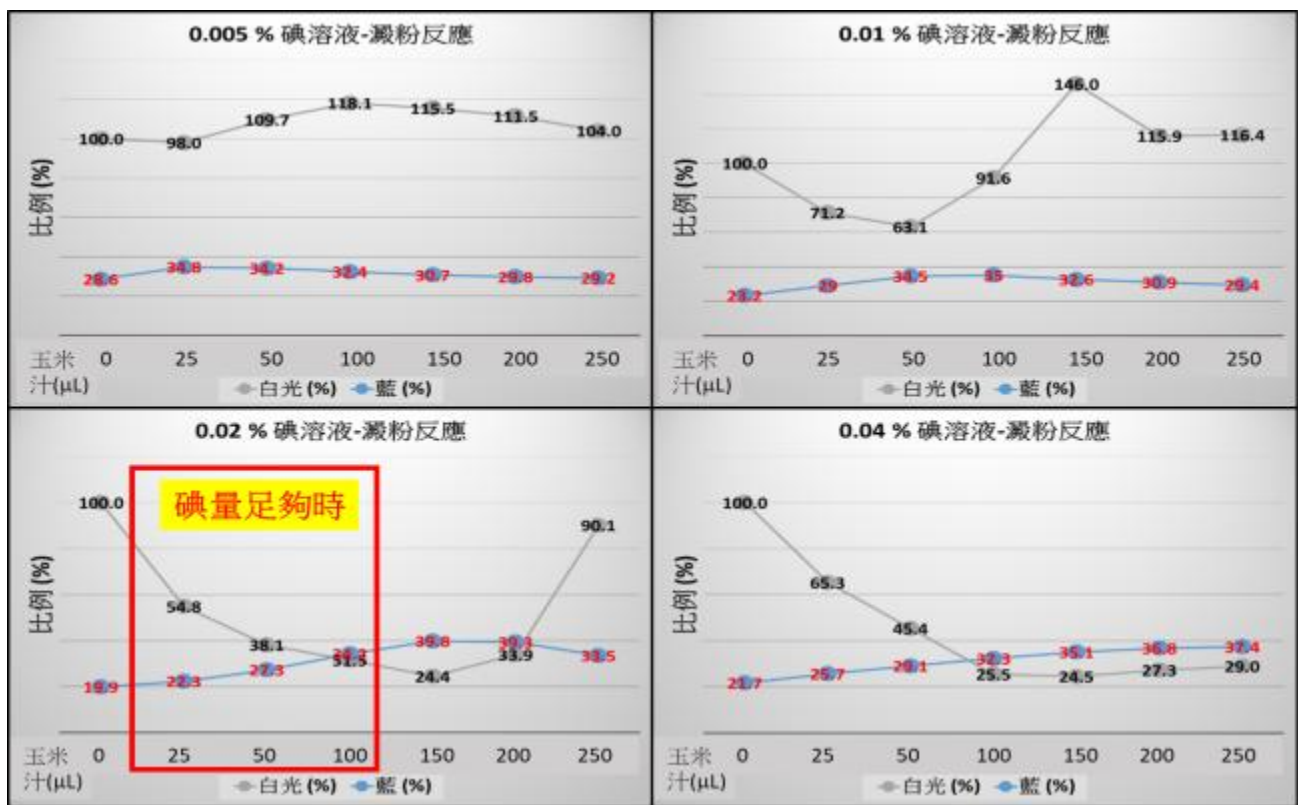 0.005 % 碘溶液-澱粉反應
比例 (%)
100.0 98.0 109.7 118.1 115.5 111.5 104.0
28.6 34.8 34.2 32.4 30.7 29.8 29.2
玉米 0 25 50 100 150 200 250
汁(μL)
白光 (%) 藍 (%)
0.01 % 碘溶液-澱粉反應
比例 (%)
100.0 71.2 63.1 91.6 146.0 115.9 116.4
23.2 29 34.5 35 32.6 30.9 29.4
玉米 0 25 50 100 150 200 250
汁(μL)
白光 (%) 藍 (%)
0.02 % 碘溶液-澱粉反應
碘量足夠時
比例 (%)
100.0 54.8 38.1 31.5 24.4 33.9 90.1
19.9 22.3 27.3 39.8 39.3 33.5
玉米 0 25 50 100 150 200 250
汁(μL)
白光 (%) 藍 (%)
0.04 % 碘溶液-澱粉反應
比例 (%)
100.0 65.3 45.4 25.5 24.5 27.3 29.0
21.7 25.7 29.1 32.3 35.1 36.8 37.4
玉米 0 25 50 100 150 200 250
汁(μL)
白光 (%) 藍 (%)